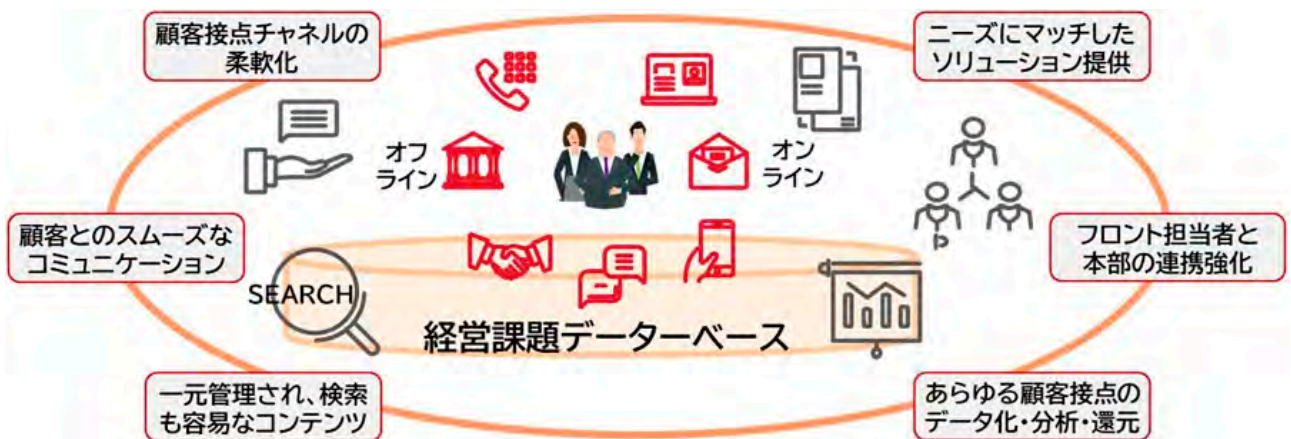 顧客接点チャネルの
柔軟化
ニーズにマッチした
ソリューション提供
オフ
ライン
オン
ライン
顧客とのスムーズな
コミュニケーション
フロント担当者と
本部の連携強化
SEARCH
経営課題データーベース
一元管理され、検索
も容易なコンテンツ
あらゆる顧客接点の
データ化・分析・還元